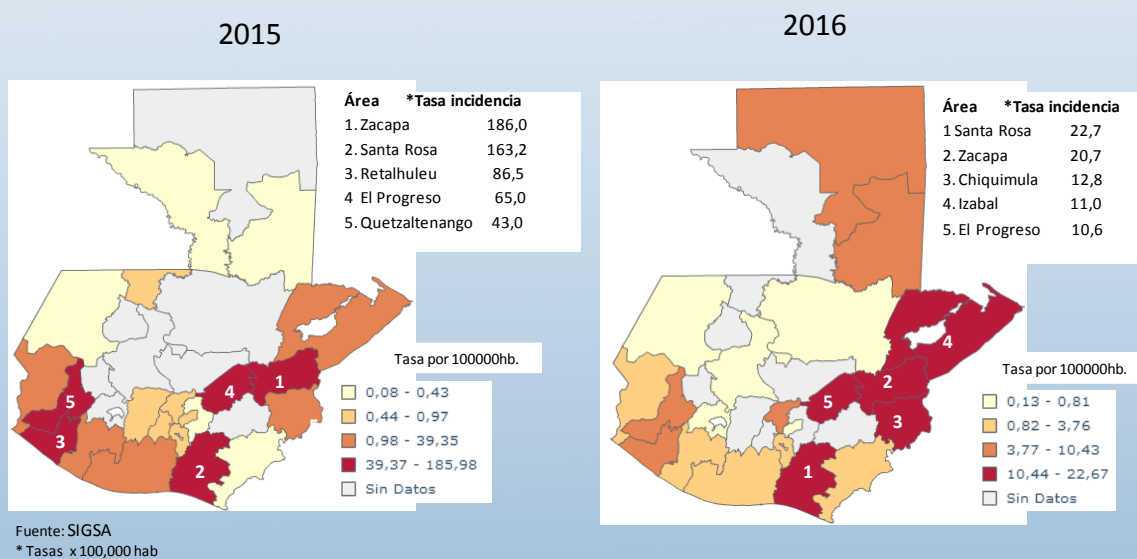 2015
2016
Área *Tasa incidencia
1. Zacapa 186,0
2. Santa Rosa 163,2
3. Retalhuleu 86,5
4 El Progreso 65,0
5. Quetzaltenango 43,0
Área *Tasa incidencia
1 Santa Rosa 22,7
2. Zacapa 20,7
3. Chiquimula 12,8
4. Izabal 11,0
5. El Progreso 10,6
5
3
4
1
2
Tasa por 100000hb.
0,08 - 0,43
0,44 - 0,97
0,98 - 39,35
39,37 - 185,98
Sin Datos
4
2
5
3
1
Tasa por 100000hb.
0,13 - 0,81
0,82 - 3,76
3,77 - 10,43
10,44 - 22,67
Sin Datos
Fuente: SIGSA
* Tasas x 100,000 hab